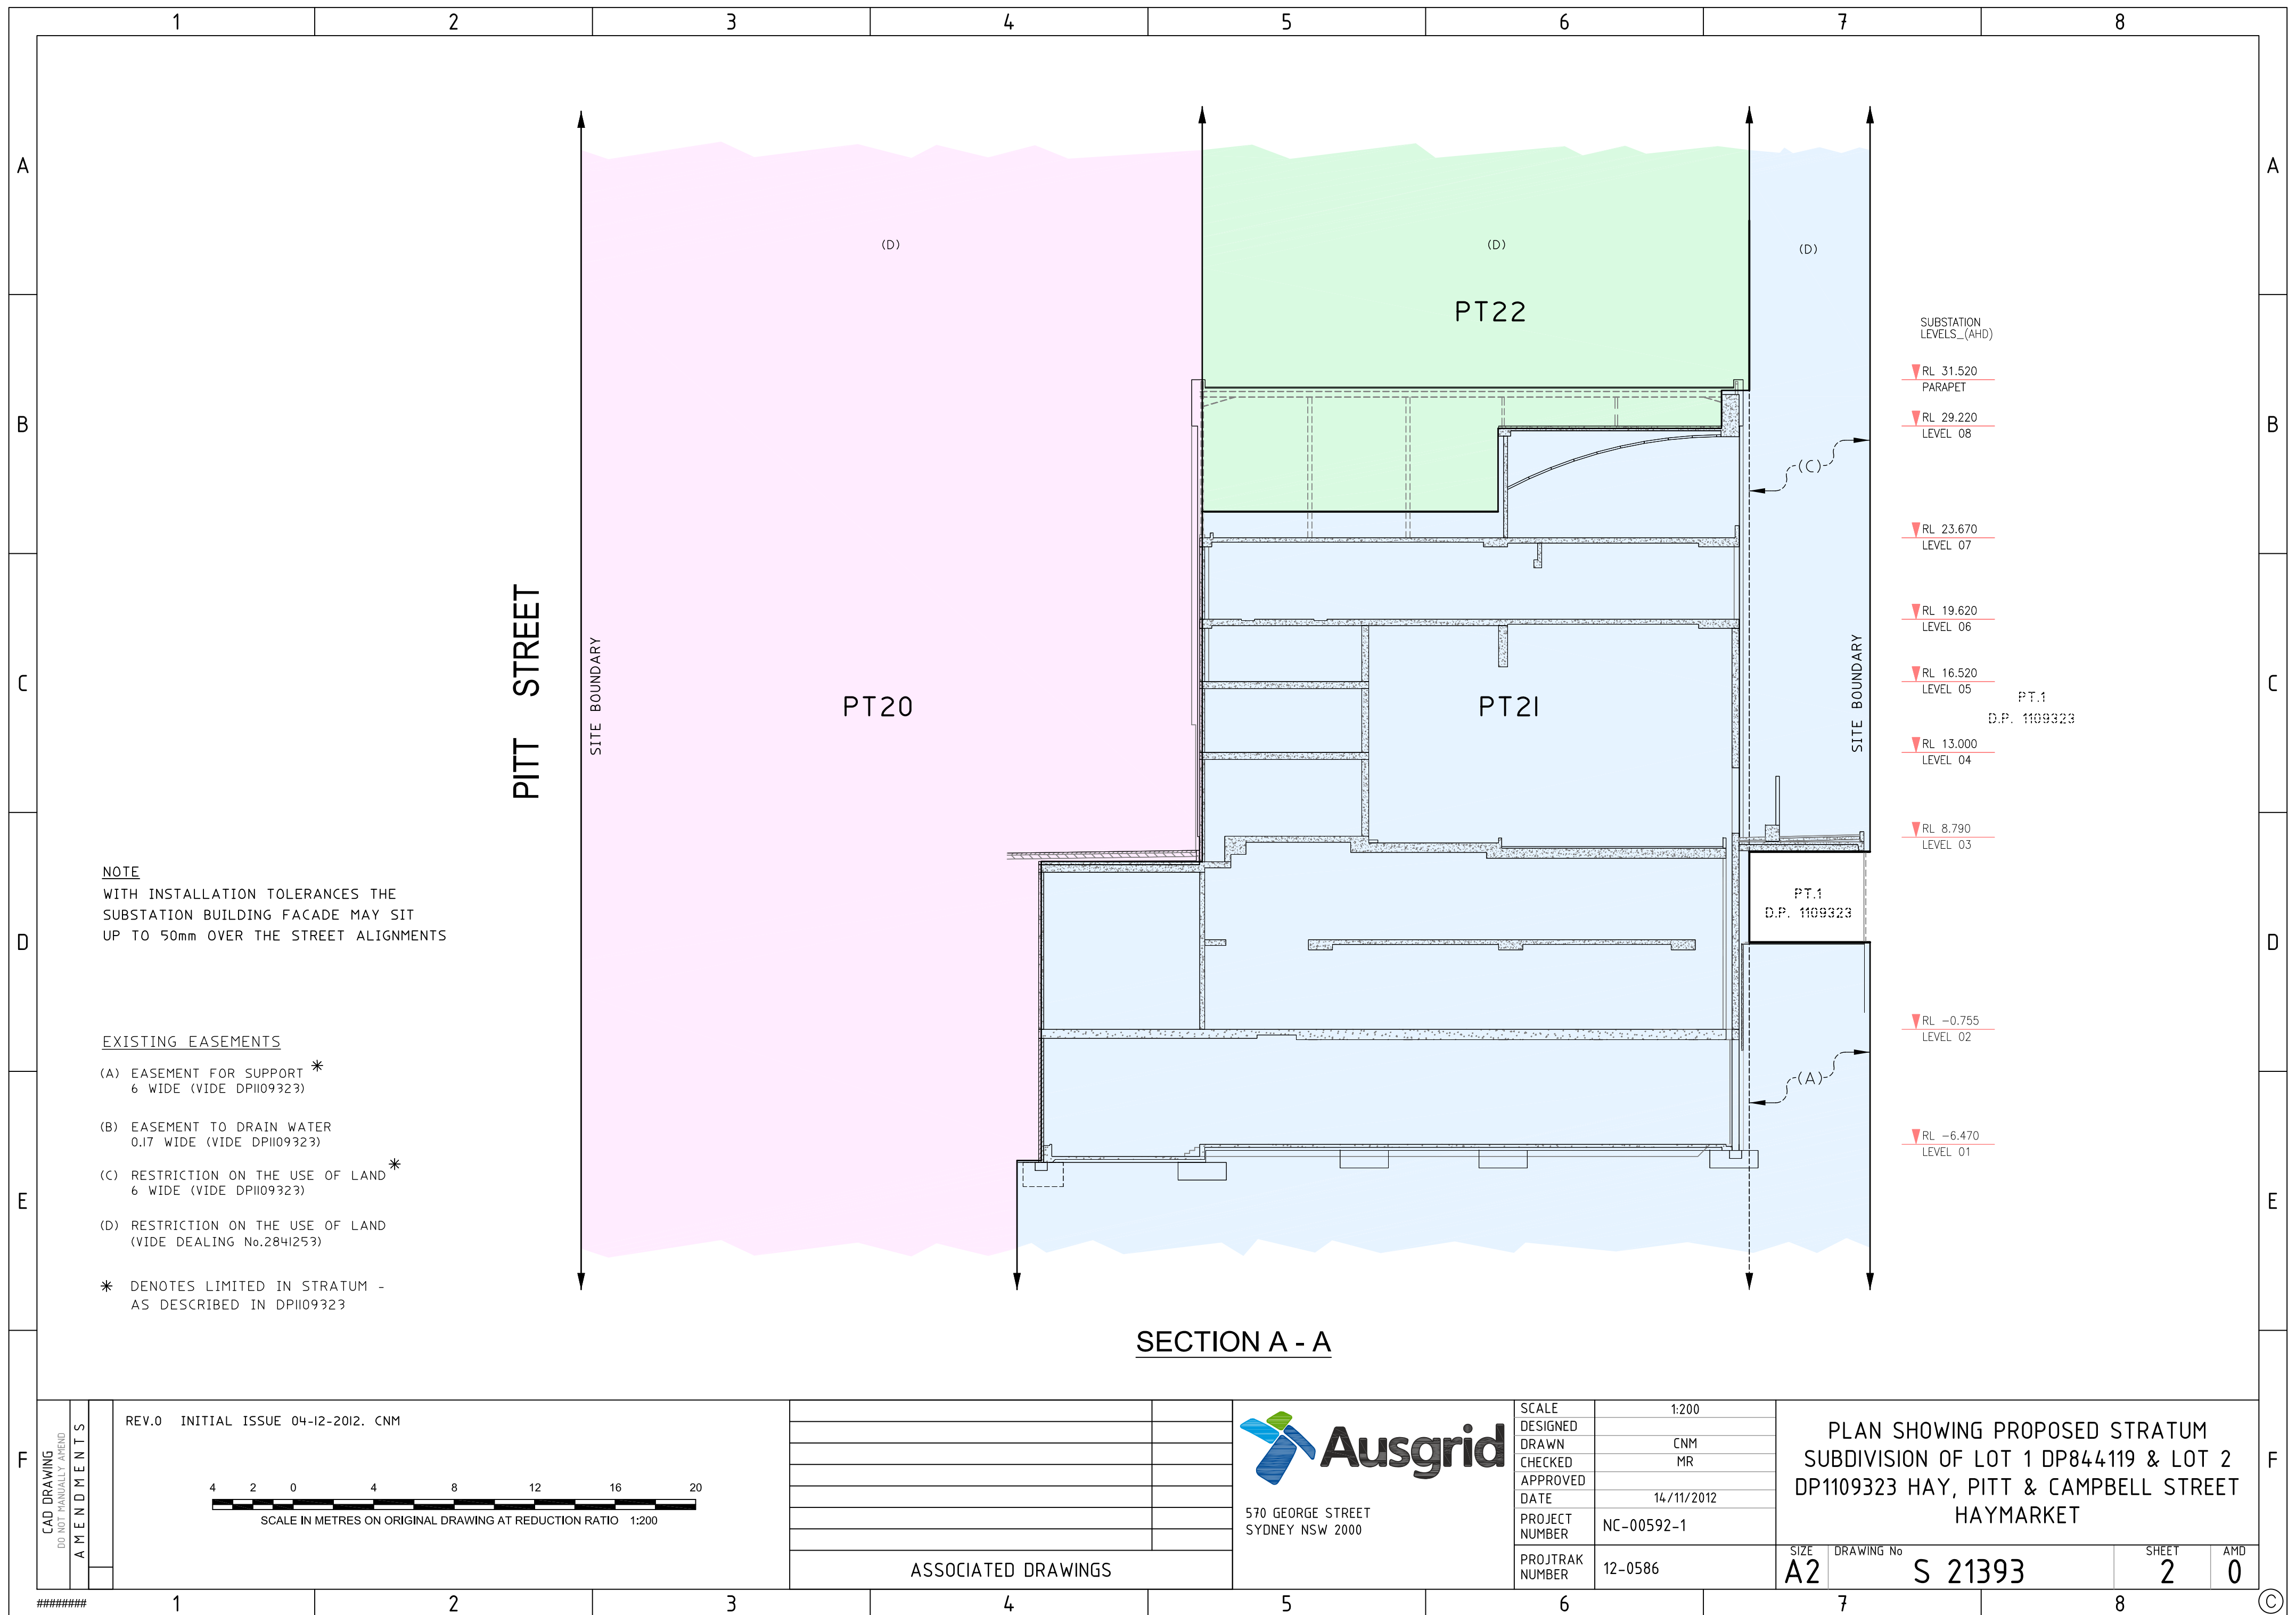 1 2 3 4 5 6 7 8
A
A
(D)
(D)
(D)
PT22
SUBSTATION
LEVELS_(AHD)
RL 31.520
PARAPET
B
B
RL 29.220
LEVEL 08
(C)
RL 23.670
LEVEL 07
RL 19.620
LEVEL 06
PITT STREET
SITE BOUNDARY
SITE BOUNDARY
C
C
RL 16.520
LEVEL 05
PT20
PT21
PT.1
D.P. 1109323
RL 13.000
LEVEL 04
RL 8.790
LEVEL 03
NOTE
WITH INSTALLATION TOLERANCES THE
SUBSTATION BUILDING FACADE MAY SIT
UP TO 50mm OVER THE STREET ALIGNMENTS
PT.1
D.P. 1109323
D
D
RL -0.755
LEVEL 02
EXISTING EASEMENTS
(A) EASEMENT FOR SUPPORT *
6 WIDE (VIDE DP1109323)
(A)
(B) EASEMENT TO DRAIN WATER
0.17 WIDE (VIDE DP1109323)
RL -6.470
LEVEL 01
(C) RESTRICTION ON THE USE OF LAND *
6 WIDE (VIDE DP1109323)
E
E
(D) RESTRICTION ON THE USE OF LAND
(VIDE DEALING No.2841253)
* DENOTES LIMITED IN STRATUM -
AS DESCRIBED IN DP1109323
SECTION A - A
F
F
CAD DRAWING
DO NOT MANUALLY AMEND
AMENDMENTS
REV.0 INITIAL ISSUE 04-12-2012. CNM
4 2 0 4 8 12 16 20
SCALE IN METRES ON ORIGINAL DRAWING AT REDUCTION RATIO 1:200
ASSOCIATED DRAWINGS
Ausgrid
570 GEORGE STREET
SYDNEY NSW 2000
SCALE 1:200
DESIGNED
DRAWN CNM
CHECKED MR
APPROVED
DATE 14/11/2012
PROJECT
NUMBER NC-00592-1
PROJTRAK
NUMBER 12-0586
PLAN SHOWING PROPOSED STRATUM
SUBDIVISION OF LOT 1 DP844119 & LOT 2
DP1109323 HAY, PITT & CAMPBELL STREET
HAYMARKET
SIZE DRAWING No SHEET AMD
A2 S 21393 2 0
######## 1 2 3 4 5 6 7 8 ©